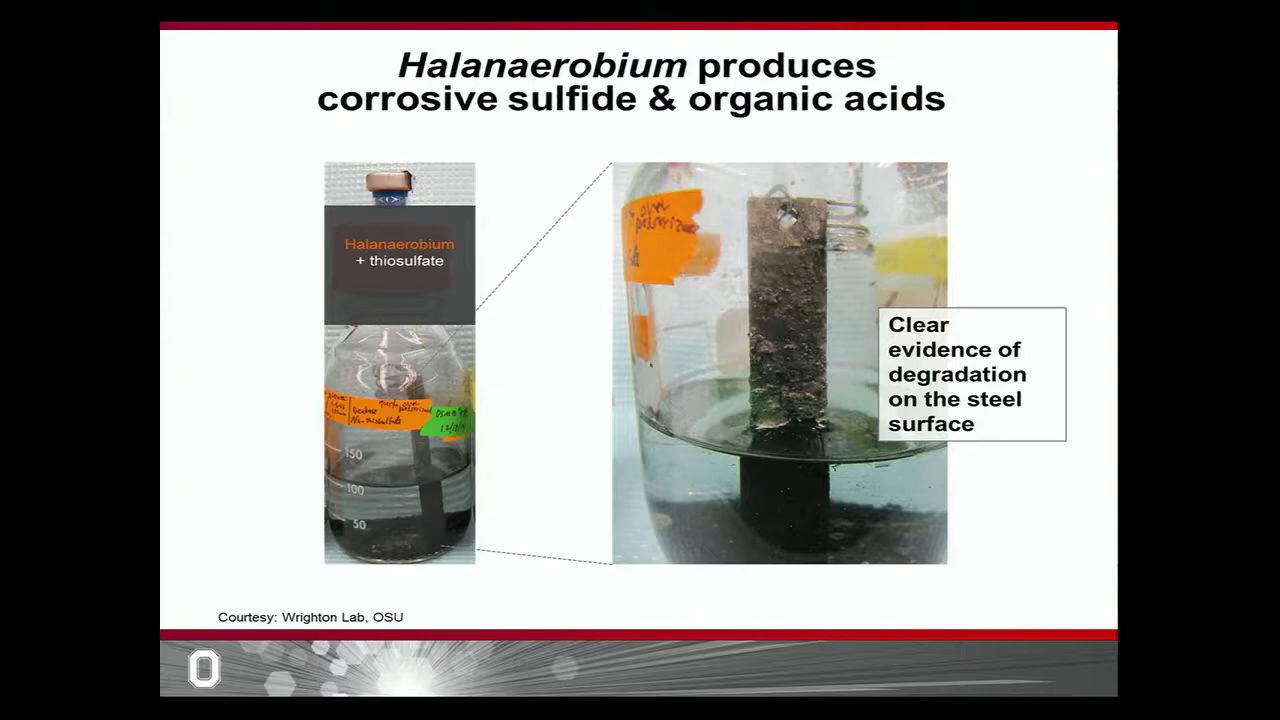 Halanaerobium produces
corrosive sulfide & organic acids
Halanaerobium
+ thiosulfate
150
100
50
Clear
evidence of
degradation
on the steel
surface
Courtesy: Wrighton Lab, OSU
O